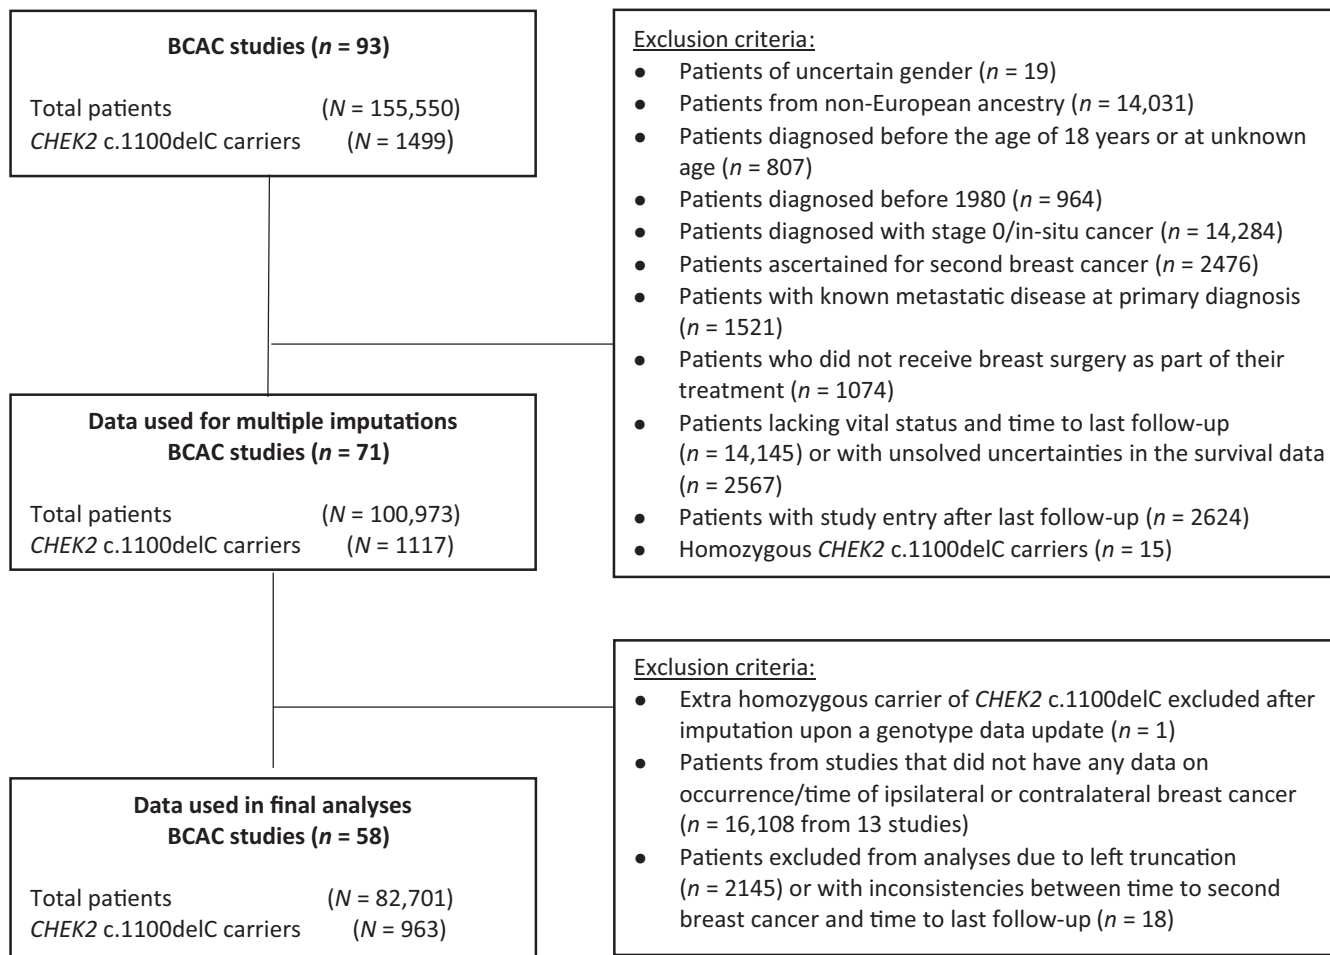 BCAC studies (n = 93)
Total patients (N = 155,550)
CHEK2 c.1100delC carriers (N = 1499)
Exclusion criteria:
● Patients of uncertain gender (n = 19)
● Patients from non-European ancestry (n = 14,031)
● Patients diagnosed before the age of 18 years or at unknown
age (n = 807)
● Patients diagnosed before 1980 (n = 964)
● Patients diagnosed with stage 0/in-situ cancer (n = 14,284)
● Patients ascertained for second breast cancer (n = 2476)
● Patients with known metastatic disease at primary diagnosis
(n = 1521)
● Patients who did not receive breast surgery as part of their
treatment (n = 1074)
● Patients lacking vital status and time to last follow-up
(n = 14,145) or with unsolved uncertainties in the survival data
(n = 2567)
● Patients with study entry after last follow-up (n = 2624)
● Homozygous CHEK2 c.1100delC carriers (n = 15)
Data used for multiple imputations
BCAC studies (n = 71)
Total patients (N = 100,973)
CHEK2 c.1100delC carriers (N = 1117)
Exclusion criteria:
● Extra homozygous carrier of CHEK2 c.1100delC excluded after
imputation upon a genotype data update (n = 1)
● Patients from studies that did not have any data on
occurrence/time of ipsilateral or contralateral breast cancer
(n = 16,108 from 13 studies)
● Patients excluded from analyses due to left truncation
(n = 2145) or with inconsistencies between time to second
breast cancer and time to last follow-up (n = 18)
Data used in final analyses
BCAC studies (n = 58)
Total patients (N = 82,701)
CHEK2 c.1100delC carriers (N = 963)